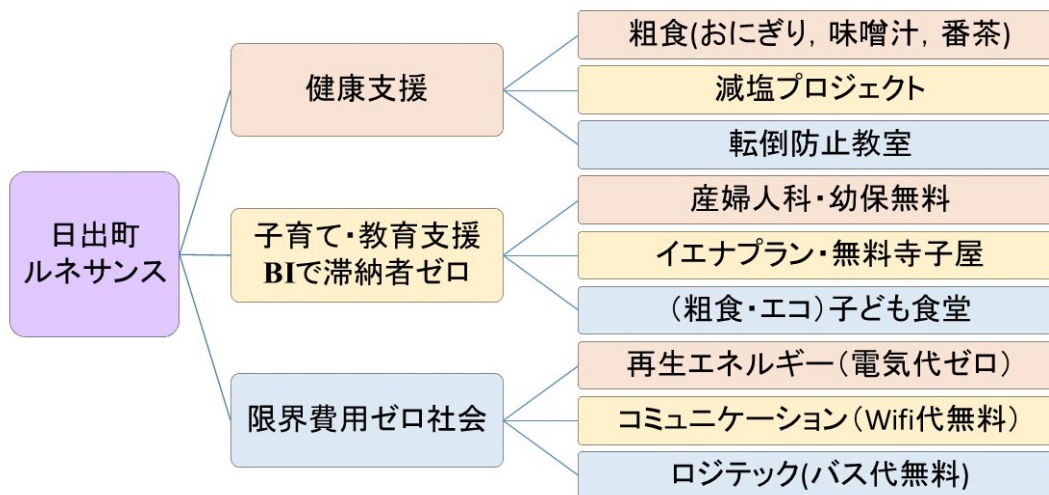 日出町
ルネサンス
健康支援
粗食(おにぎり, 味噌汁, 番茶)
減塩プロジェクト
転倒防止教室
子育て・教育支援
BIで滞納者ゼロ
産婦人科・幼保無料
イエナプラン・無料寺子屋
(粗食・エコ)子ども食堂
限界費用ゼロ社会
再生エネルギー(電気代ゼロ)
コミュニケーション(Wifi代無料)
ロジテック(バス代無料)